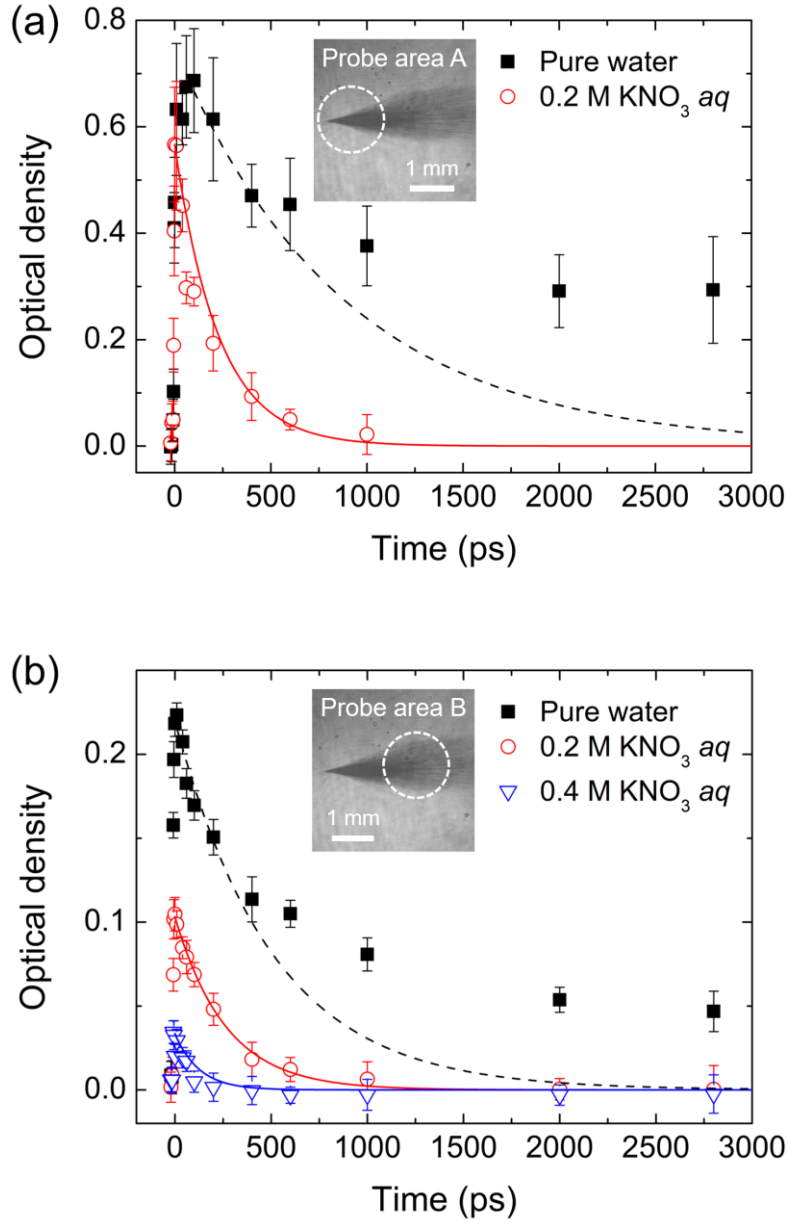 (a)
Optical density
0.8
0.6
0.4
0.2
0.0
Probe area A
1 mm
Pure water
0.2 M KNO₃ aq
0 500 1000 1500 2000 2500 3000
Time (ps)
(b)
Optical density
0.2
0.1
0.0
Probe area B
1 mm
Pure water
0.2 M KNO₃ aq
0.4 M KNO₃ aq
0 500 1000 1500 2000 2500 3000
Time (ps)